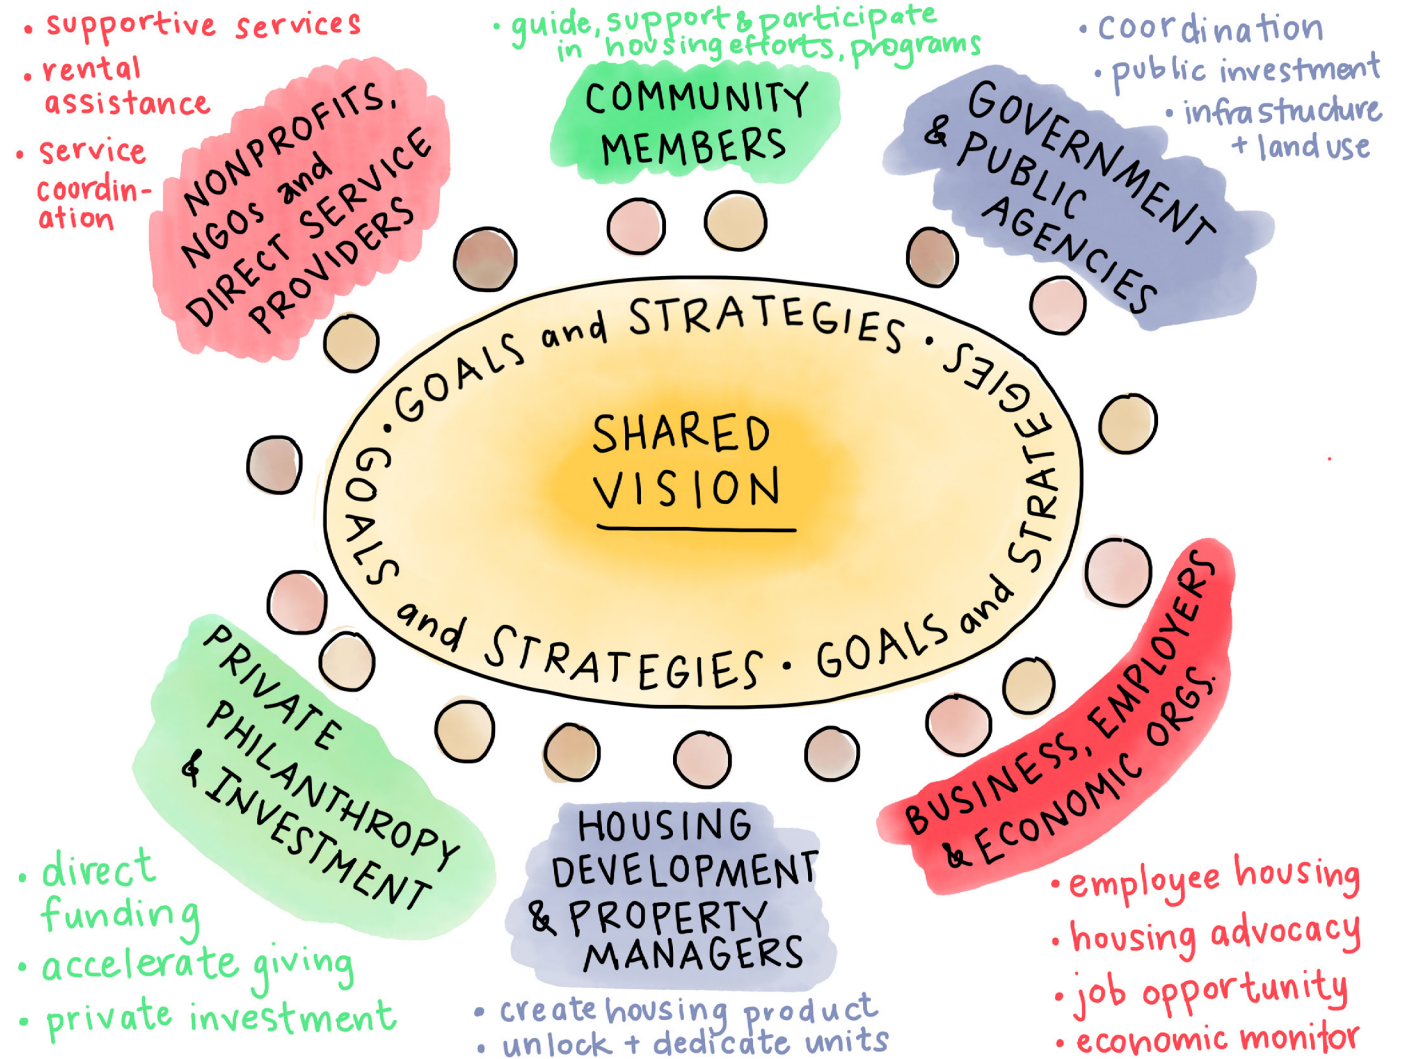 • supportive services
• rental
assistance
• service
coordin-
ation
NONPROFITS,
NGOs and
DIRECT SERVICE
PROVIDERS
• guide, support & participate
in housing efforts, programs
COMMUNITY
MEMBERS
• coordination
• public investment
• infrastructure
+ land use
GOVERNMENT
& PUBLIC
AGENCIES
• GOALS and STRATEGIES •
GOALS and STRATEGIES
• GOALS and STRATEGIES
SHARED
VISION
PRIVATE
PHILANTHROPY
& INVESTMENT
• direct
funding
• accelerate giving
• private investment
HOUSING
DEVELOPMENT
& PROPERTY
MANAGERS
• create housing product
• unlock + dedicate units
BUSINESS, EMPLOYERS
& ECONOMIC ORGS.
• employee housing
• housing advocacy
• job opportunity
• economic monitor